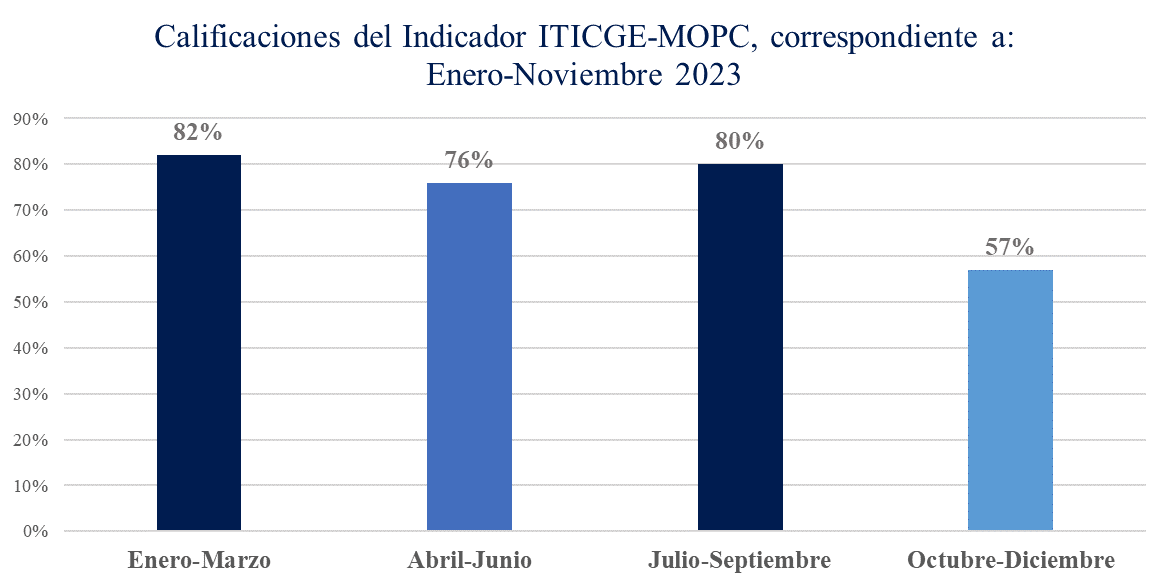 Calificaciones del Indicador ITICGE-MOPC, correspondiente a:
Enero-Noviembre 2023
90%
80%
70%
60%
50%
40%
30%
20%
10%
0%
82%
76%
80%
57%
Enero-Marzo
Abril-Junio
Julio-Septiembre
Octubre-Diciembre